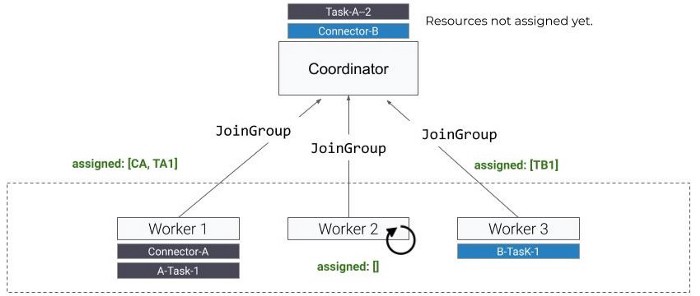 Task-A–2
Resources not assigned yet.
Connector-B
Coordinator
JoinGroup
JoinGroup
JoinGroup
assigned: [CA, TA1]
assigned: [TB1]
Worker 1
Worker 2
Worker 3
Connector-A
B-TasK-1
A-Task-1
assigned: []